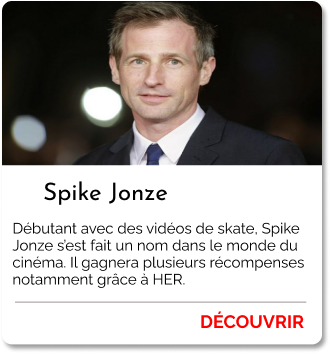 Spike Jonze
Débutant avec des vidéos de skate, Spike
Jonze s'est fait un nom dans le monde du
cinéma. Il gagnera plusieurs récompenses
notamment grâce à HER.
DÉCOUVRIR